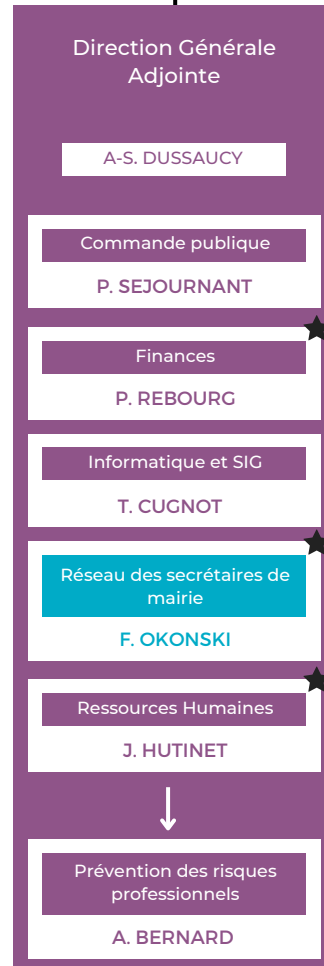 Direction Générale
Adjointe
A-S. DUSSAUCY
Commande publique
P. SEJOURNANT
Finances
P. REBOURG
Informatique et SIG
T. CUGNOT
Réseau des secrétaires de
mairie
F. OKONSKI
Ressources Humaines
J. HUTINET
Prévention des risques
professionnels
A. BERNARD